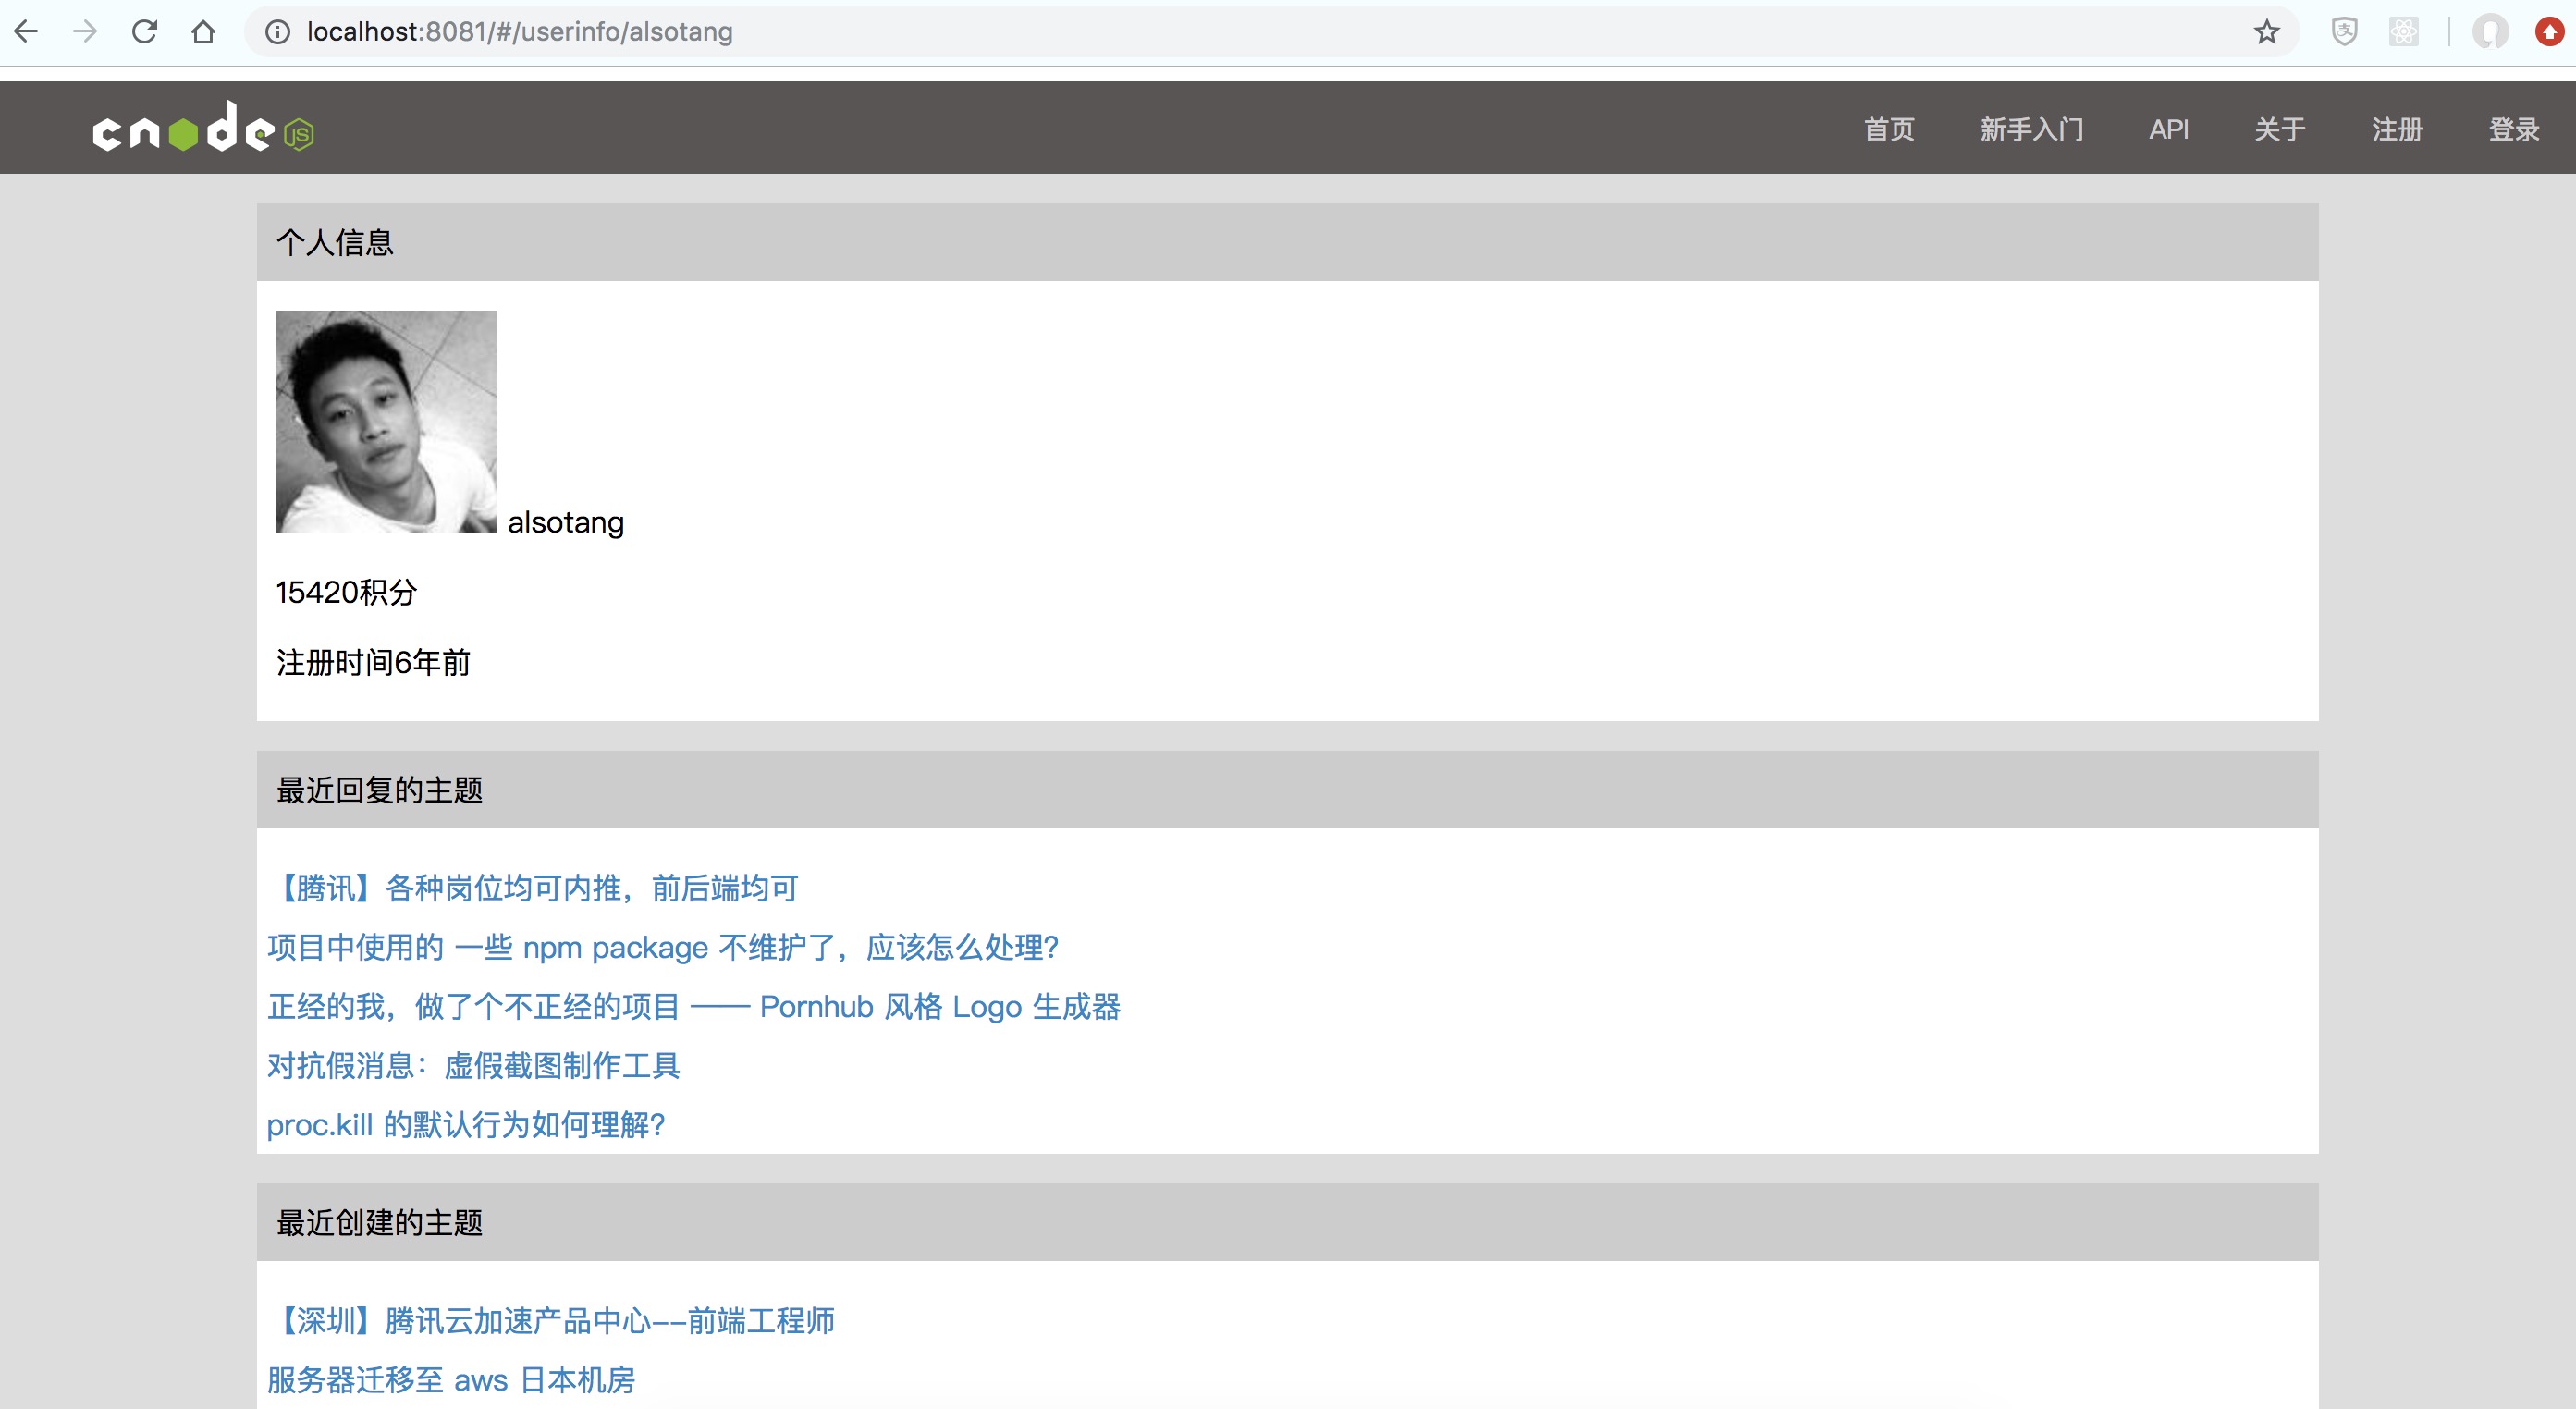 localhost:8081/#/userinfo/alsotang
cnode JS
首页 新手入门 API 关于 注册 登录
个人信息
alsotang
15420积分
注册时间6年前
最近回复的主题
【腾讯】各种岗位均可内推，前后端均可
项目中使用的 一些 npm package 不维护了，应该怎么处理？
正经的我，做了个不正经的项目 —— Pornhub 风格 Logo 生成器
对抗假消息：虚假截图制作工具
proc.kill 的默认行为如何理解？
最近创建的主题
【深圳】腾讯云加速产品中心--前端工程师
服务器迁移至 aws 日本机房